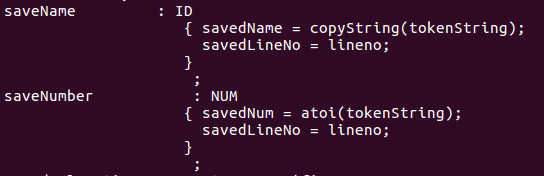 saveName : ID
{ savedName = copyString(tokenString);
savedLineNo = lineno;
}
;
saveNumber : NUM
{ savedNum = atoi(tokenString);
savedLineNo = lineno;
}
;